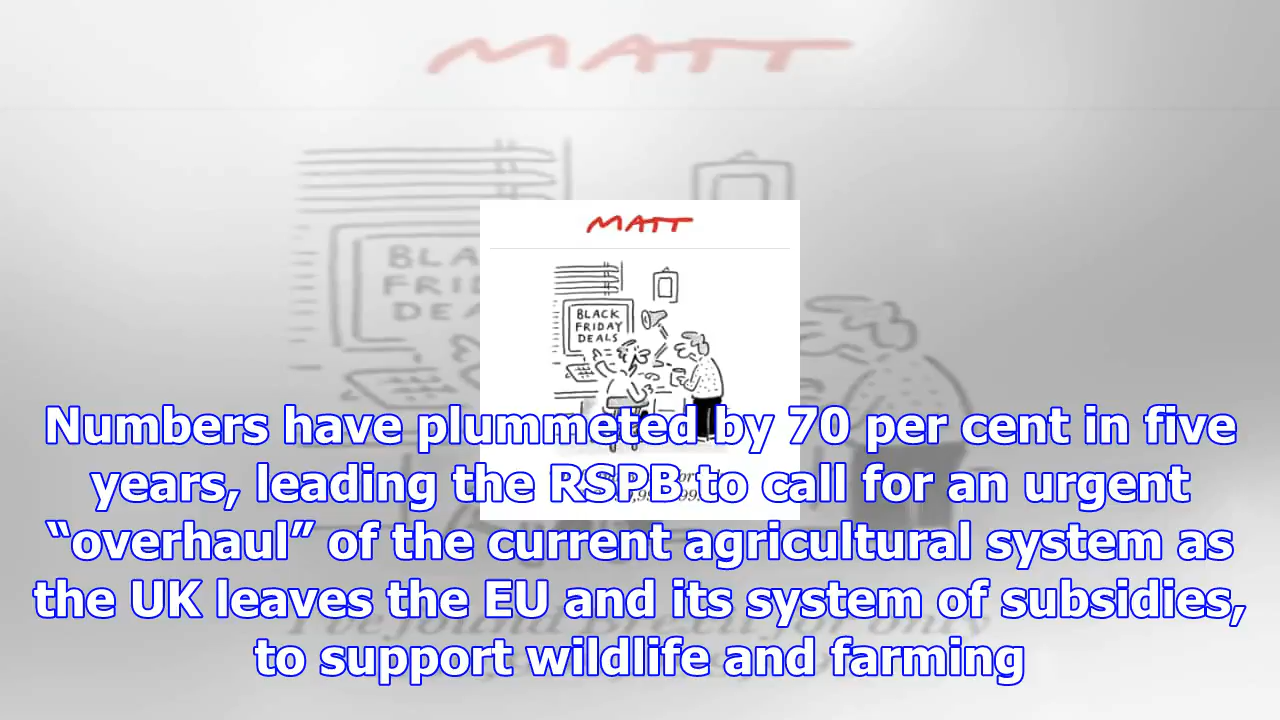 MATT
BLACK
FRIDAY
DEALS
Numbers have plummeted by 70 per cent in five
years, leading the RSPB to call for an urgent
“overhaul” of the current agricultural system as
the UK leaves the EU and its system of subsidies,
to support wildlife and farming